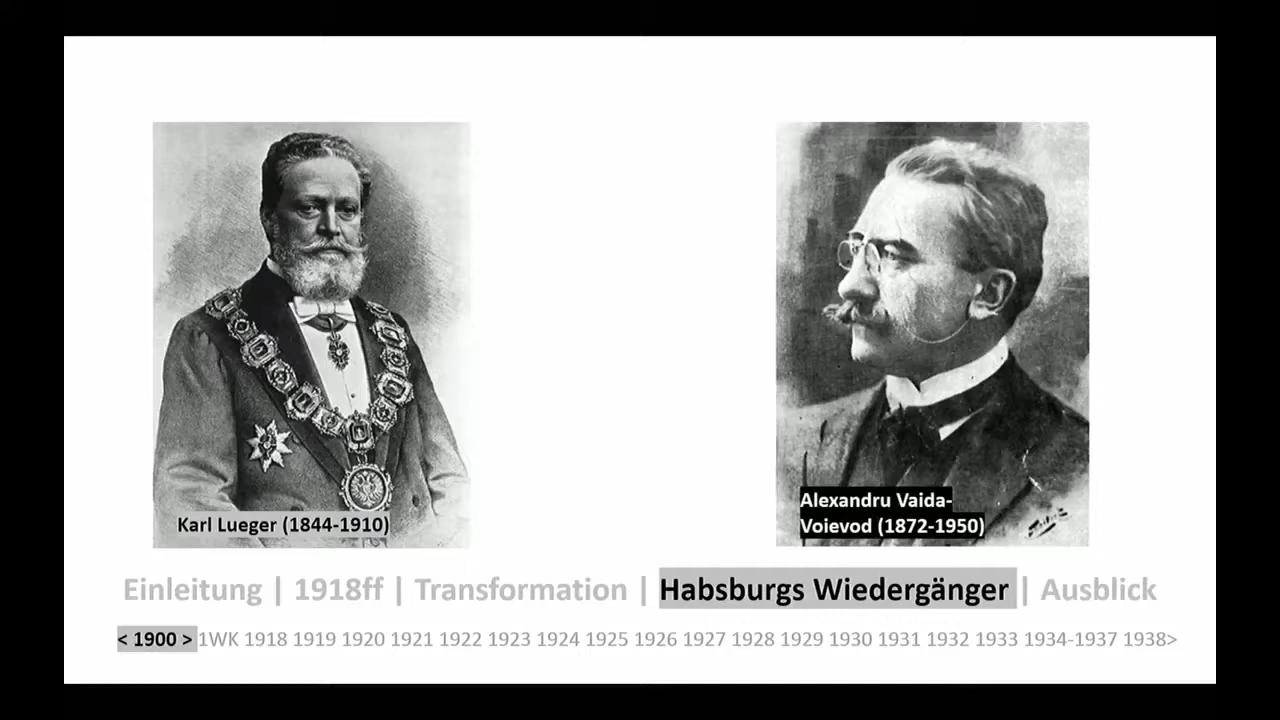 Karl Lueger (1844-1910)
Alexandru Vaida-
Voievod (1872-1950)
Einleitung | 1918ff | Transformation | Habsburgs Wiedergänger | Ausblick
< 1900 > 1WK 1918 1919 1920 1921 1922 1923 1924 1925 1926 1927 1928 1929 1930 1931 1932 1933 1934-1937 1938>